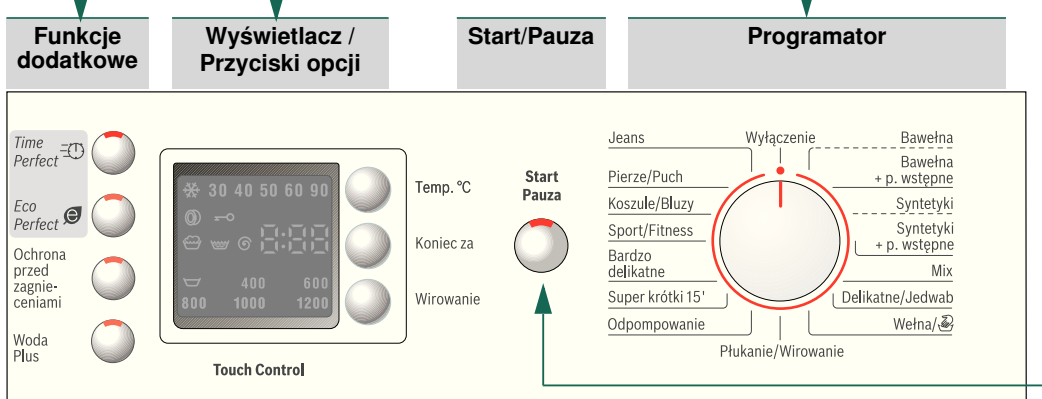 Funkcje
dodatkowe
Wyświetlacz /
Przyciski opcji
Start/Pauza
Programator
Time
Perfect
Eco
Perfect
Ochrona
przed
zagnie-
ceniami
Woda
Plus
30 40 50 60 90
8:88
400 600
800 1000 1200
Temp. °C
Koniec za
Wirowanie
Touch Control
Start
Pauza
Jeans
Pierze/Puch
Koszule/Bluzy
Sport/Fitness
Bardzo
delikatne
Super krótki 15'
Odpompowanie
Wyłączenie
Bawełna
Bawełna
+ p. wstępne
Syntetyki
Syntetyki
+ p. wstępne
Mix
Delikatne/Jedwab
Wełna/
Płukanie/Wirowanie